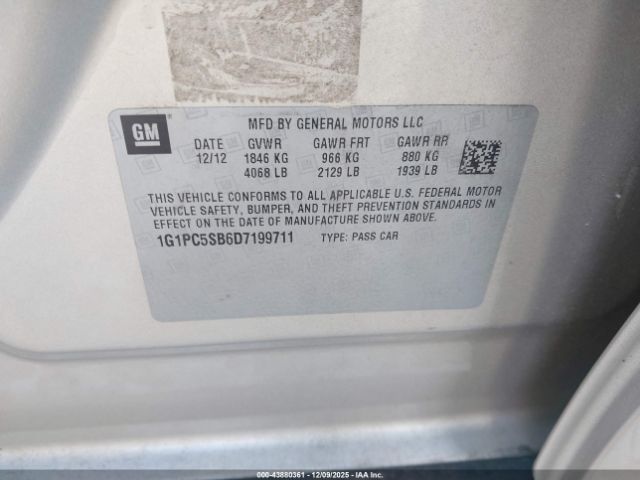 GM
MFD BY GENERAL MOTORS LLC
DATE GVWR GAWR FRT GAWR RR
12/12 1846 KG 966 KG 880 KG
4068 LB 2129 LB 1939 LB
THIS VEHICLE CONFORMS TO ALL APPLICABLE U.S. FEDERAL MOTOR
VEHICLE SAFETY, BUMPER, AND THEFT PREVENTION STANDARDS IN
EFFECT ON THE DATE OF MANUFACTURE SHOWN ABOVE.
1G1PC5SB6D7199711 TYPE: PASS CAR
000-43880361 | 12/09/2025 | IAA Inc.